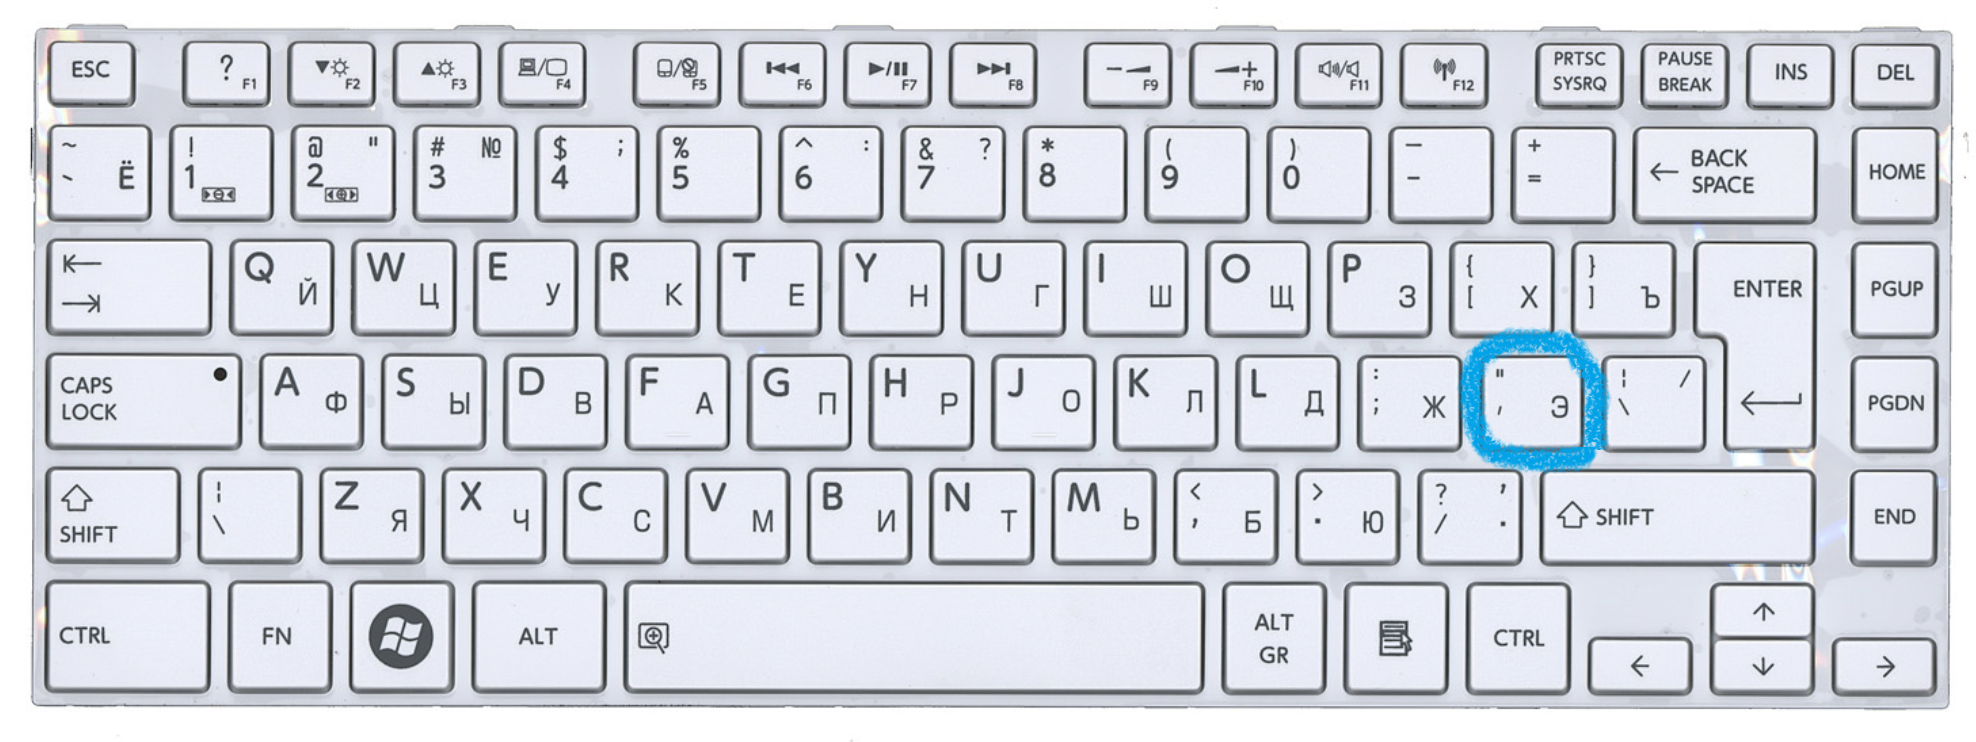 ESC ? F1 F2 F3 F4 F5 F6 F7 F8 F9 F10 F11 F12 PRTSC SYSRQ PAUSE BREAK INS DEL
~ ` Ё ! 1 @ " 2 # № 3 $ ; 4 % 5 ^ : 6 & ? 7 * 8 ( 9 ) 0 — - + = ← BACK SPACE HOME
Q Й W Ц E У R К T Е Y Н U Г I Ш O Щ P З { [ Х } ] Ъ ENTER PGUP
CAPS LOCK A Ф S Ы D В F А G П H Р J О K Л L Д : ; Ж " ' Э ¦ / \ PGDN
SHIFT ¦ \ Z Я X Ч C С V М B И N Т M Ь < , Б > . Ю ? , / . SHIFT END
CTRL FN ALT ALT GR CTRL ← ↑ ↓ →